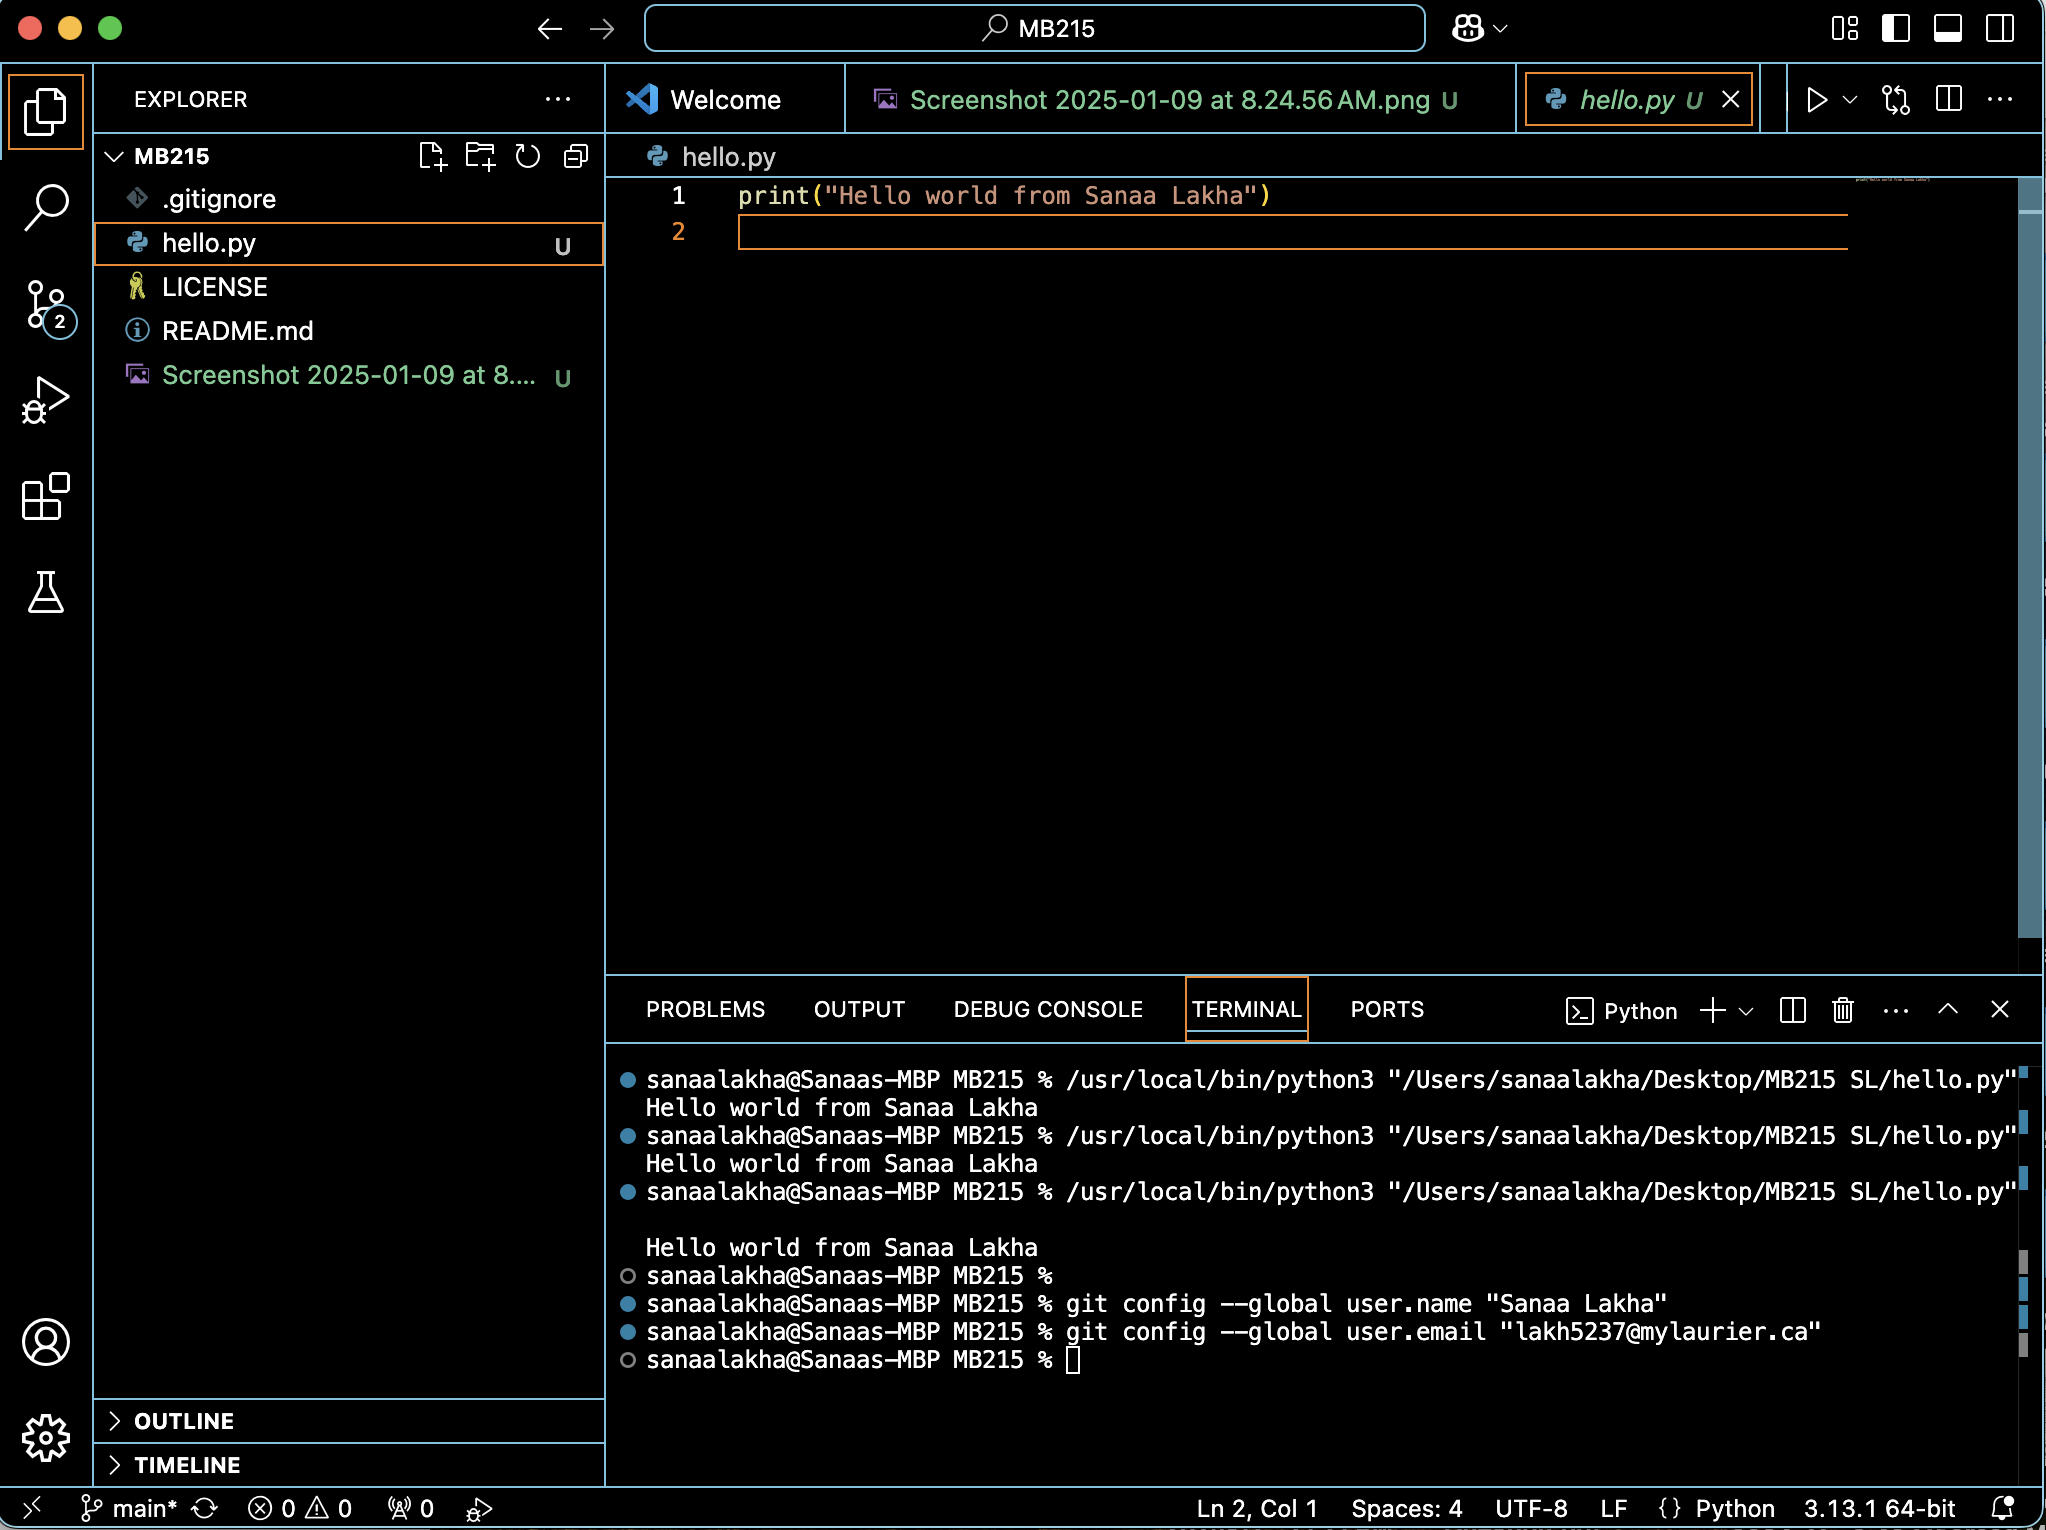 MB215
EXPLORER
Welcome
Screenshot 2025-01-09 at 8.24.56 AM.png U
hello.py U
MB215
.gitignore
hello.py U
LICENSE
README.md
Screenshot 2025-01-09 at 8.... U
2
hello.py
1 print("Hello world from Sanaa Lakha")
2
PROBLEMS OUTPUT DEBUG CONSOLE TERMINAL PORTS
Python
sanaalakha@Sanaas-MBP MB215 % /usr/local/bin/python3 "/Users/sanaalakha/Desktop/MB215 SL/hello.py"
Hello world from Sanaa Lakha
sanaalakha@Sanaas-MBP MB215 % /usr/local/bin/python3 "/Users/sanaalakha/Desktop/MB215 SL/hello.py"
Hello world from Sanaa Lakha
sanaalakha@Sanaas-MBP MB215 % /usr/local/bin/python3 "/Users/sanaalakha/Desktop/MB215 SL/hello.py"
Hello world from Sanaa Lakha
sanaalakha@Sanaas-MBP MB215 %
sanaalakha@Sanaas-MBP MB215 % git config --global user.name "Sanaa Lakha"
sanaalakha@Sanaas-MBP MB215 % git config --global user.email "lakh5237@mylaurier.ca"
sanaalakha@Sanaas-MBP MB215 %
OUTLINE
TIMELINE
main* 0 0 0 Ln 2, Col 1 Spaces: 4 UTF-8 LF {} Python 3.13.1 64-bit